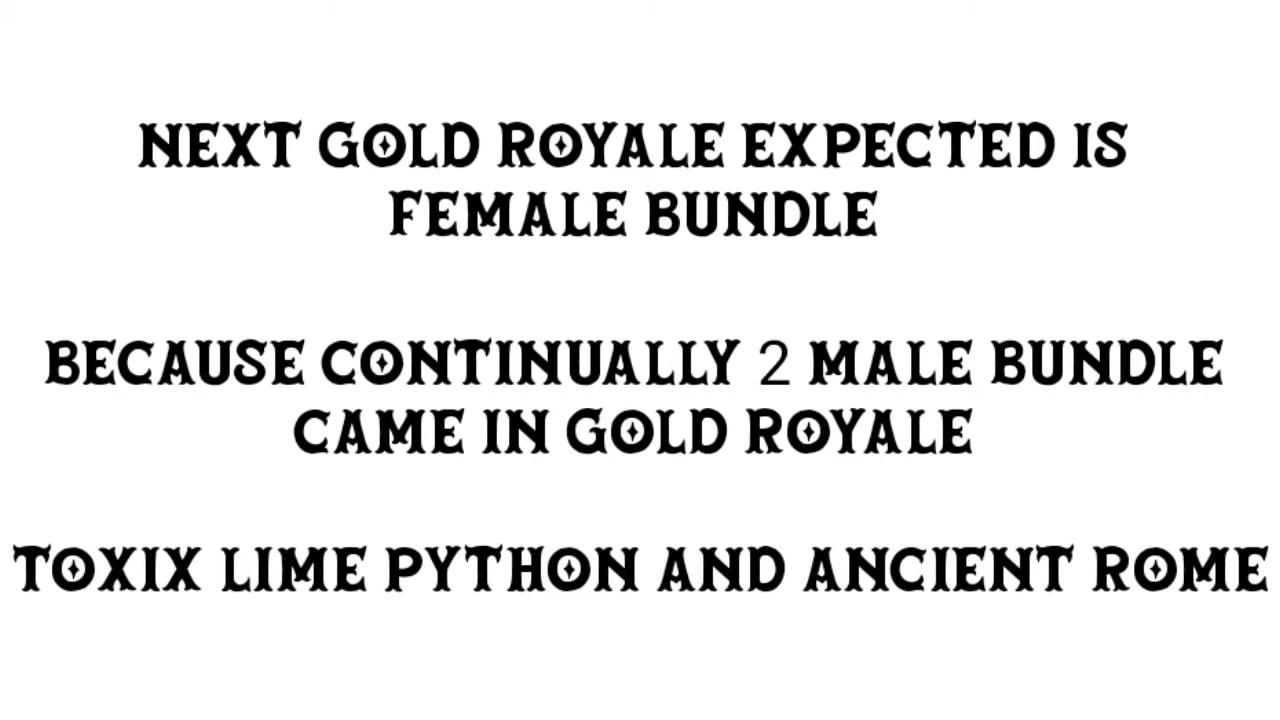 NEXT GOLD ROYALE EXPECTED IS
FEMALE BUNDLE
BECAUSE CONTINUALLY 2 MALE BUNDLE
CAME IN GOLD ROYALE
TOXIX LIME PYTHON AND ANCIENT ROME